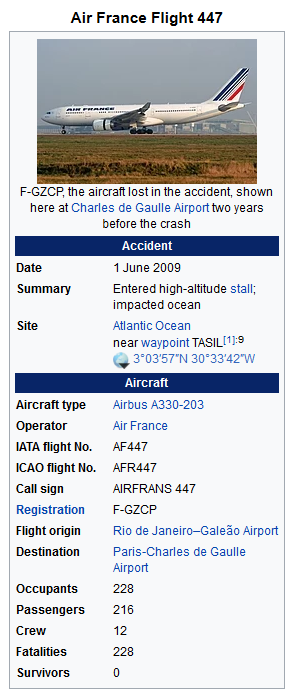 Air France Flight 447
AIR FRANCE
F-GZCP, the aircraft lost in the accident, shown
here at Charles de Gaulle Airport two years
before the crash
Accident
Date 1 June 2009
Summary Entered high-altitude stall;
impacted ocean
Site Atlantic Ocean
near waypoint TASIL[1]:9
3°03′57″N 30°33′42″W
Aircraft
Aircraft type Airbus A330-203
Operator Air France
IATA flight No. AF447
ICAO flight No. AFR447
Call sign AIRFRANS 447
Registration F-GZCP
Flight origin Rio de Janeiro–Galeão Airport
Destination Paris-Charles de Gaulle
Airport
Occupants 228
Passengers 216
Crew 12
Fatalities 228
Survivors 0